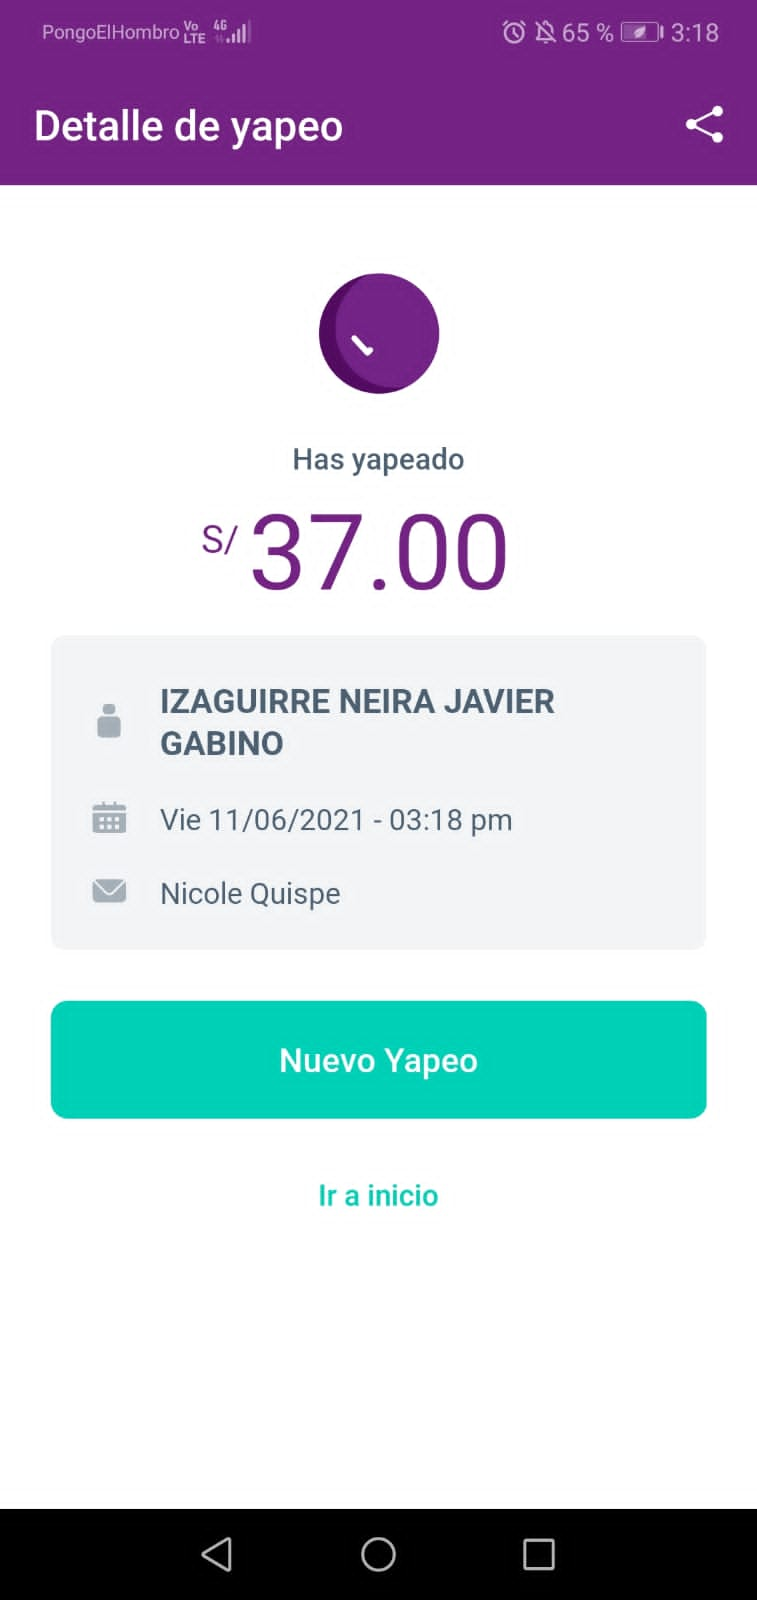 PongoElHombro Vo LTE 4G 65 % 3:18
Detalle de yapeo
Has yapeado
S/ 37.00
IZAGUIRRE NEIRA JAVIER
GABINO
Vie 11/06/2021 - 03:18 pm
Nicole Quispe
Nuevo Yapeo
Ir a inicio